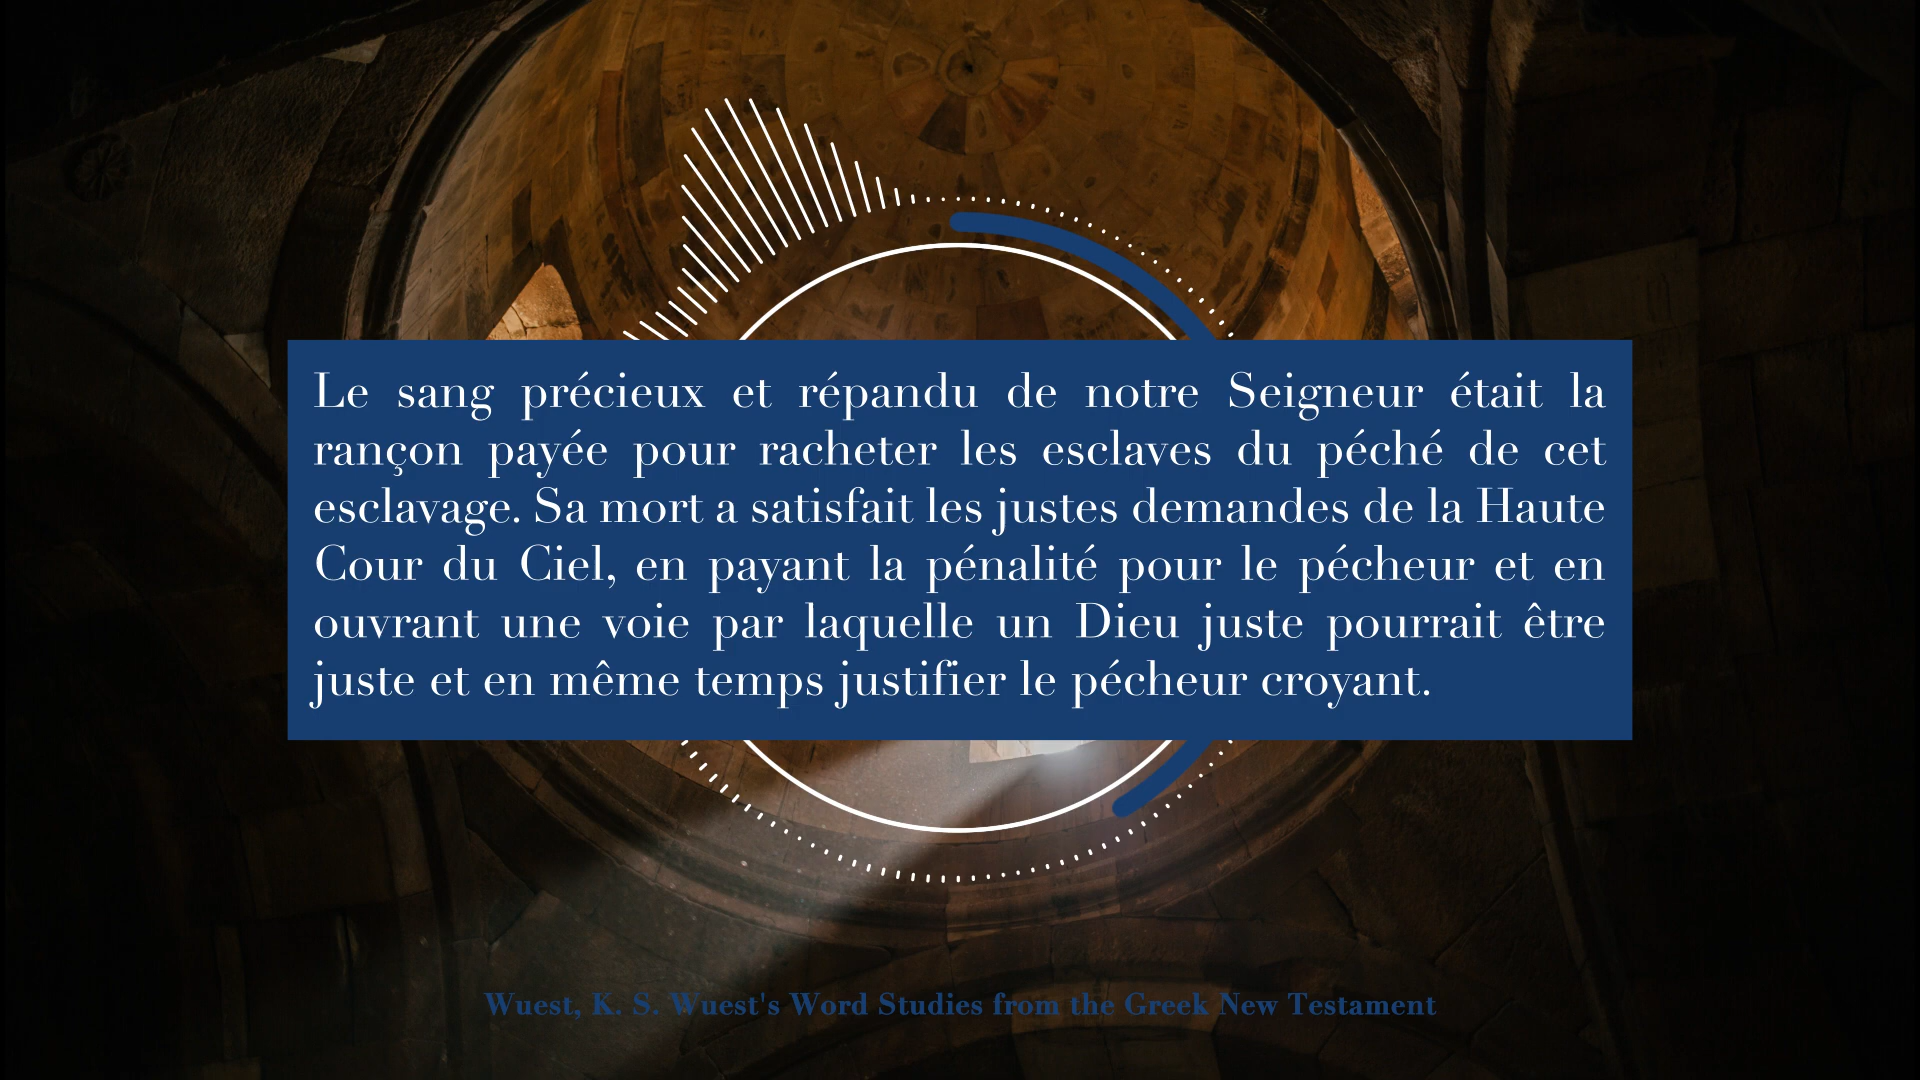 Le sang précieux et répandu de notre Seigneur était la
rançon payée pour racheter les esclaves du péché de cet
esclavage. Sa mort a satisfait les justes demandes de la Haute
Cour du Ciel, en payant la pénalité pour le pécheur et en
ouvrant une voie par laquelle un Dieu juste pourrait être
juste et en même temps justifier le pécheur croyant.
Wuest, K. S. Wuest's Word Studies from the Greek New Testament